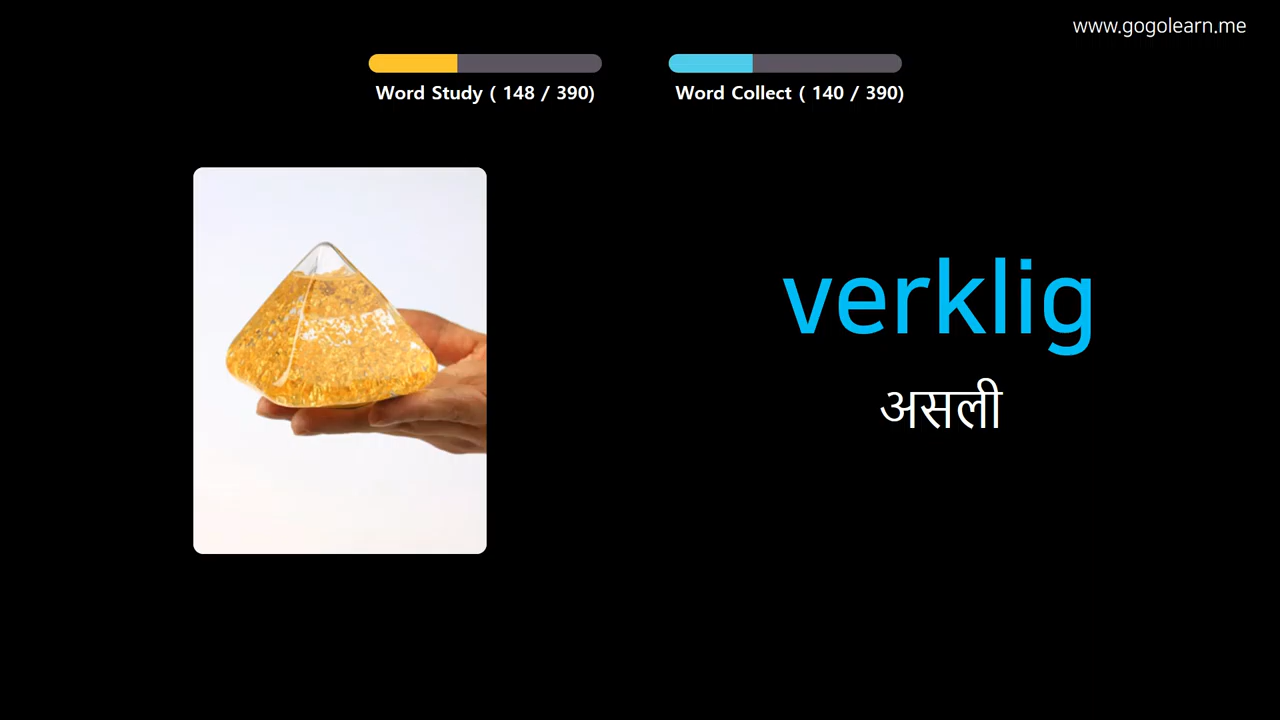 www.gogolearn.me
Word Study ( 148 / 390)
Word Collect ( 140 / 390)
verklig
असली